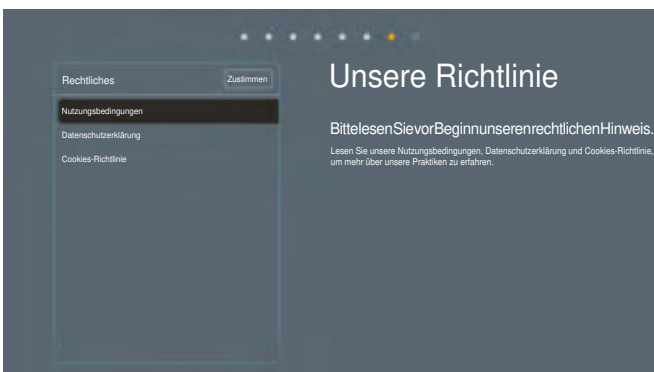 Rechtliches
Zustimmen
Nutzungsbedingungen
Datenschutzerklärung
Cookies-Richtlinie
Unsere Richtlinie
BittelesenSievorBeginnunserenrechtlichenHinweis.
Lesen Sie unsere Nutzungsbedingungen, Datenschutzerklärung und Cookies-Richtlinie,
um mehr über unsere Praktiken zu erfahren.